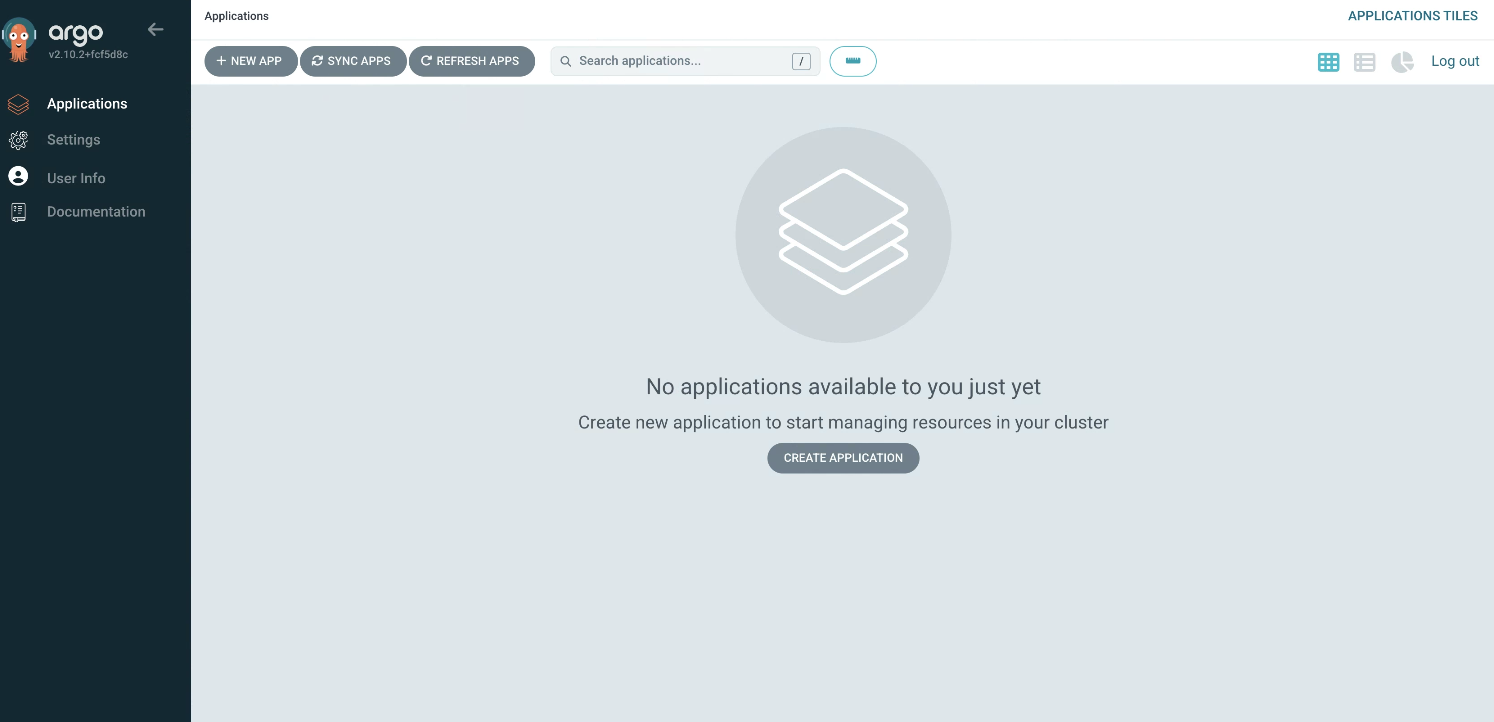 argo
v2.10.2+fcf5d8c
Applications
Settings
User Info
Documentation
Applications
APPLICATIONS TILES
+ NEW APP
SYNC APPS
REFRESH APPS
Search applications...
/
Log out
No applications available to you just yet
Create new application to start managing resources in your cluster
CREATE APPLICATION